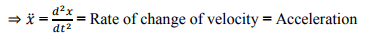 ⇒ ẍ = d²x/dt² = Rate of change of velocity = Acceleration